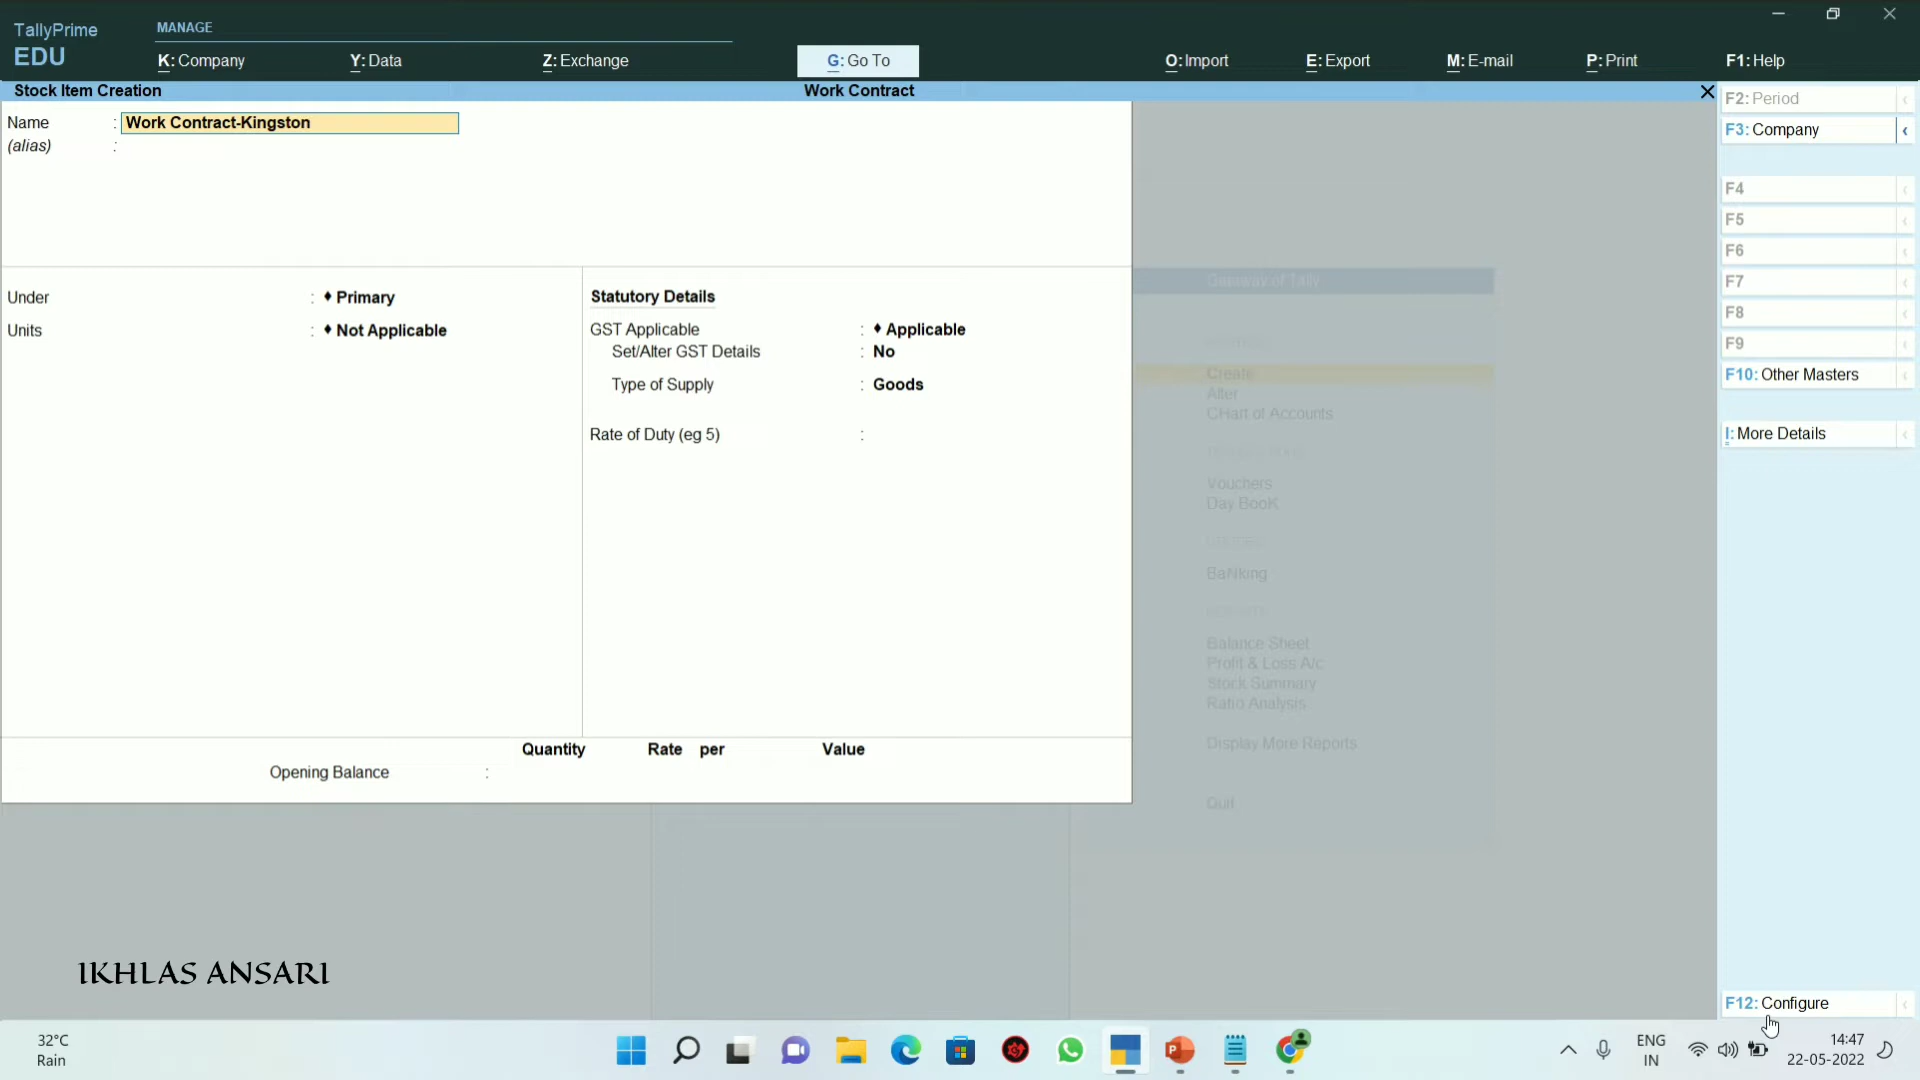 TallyPrime
EDU
MANAGE
K: Company
Y: Data
Z: Exchange
G: Go To
O: Import
E: Export
M: E-mail
P: Print
F1: Help
Stock Item Creation
Work Contract
Name : Work Contract-Kingston
(alias) :
Under : ♦ Primary
Units : ♦ Not Applicable
Statutory Details
GST Applicable : ♦ Applicable
Set/Alter GST Details : No
Type of Supply : Goods
Rate of Duty (eg 5) :
Quantity Rate per Value
Opening Balance :
Gateway of Tally
Create
Alter
CHart of Accounts
Vouchers
Day BooK
BaNking
Balance Sheet
Profit & Loss A/c
Stock Summary
Ratio Analysis
Display More Reports
Quit
F2: Period
F3: Company
F4
F5
F6
F7
F8
F9
F10: Other Masters
I: More Details
F12: Configure
IKHLAS ANSARI
32°C
Rain
ENG
IN
14:47
22-05-2022